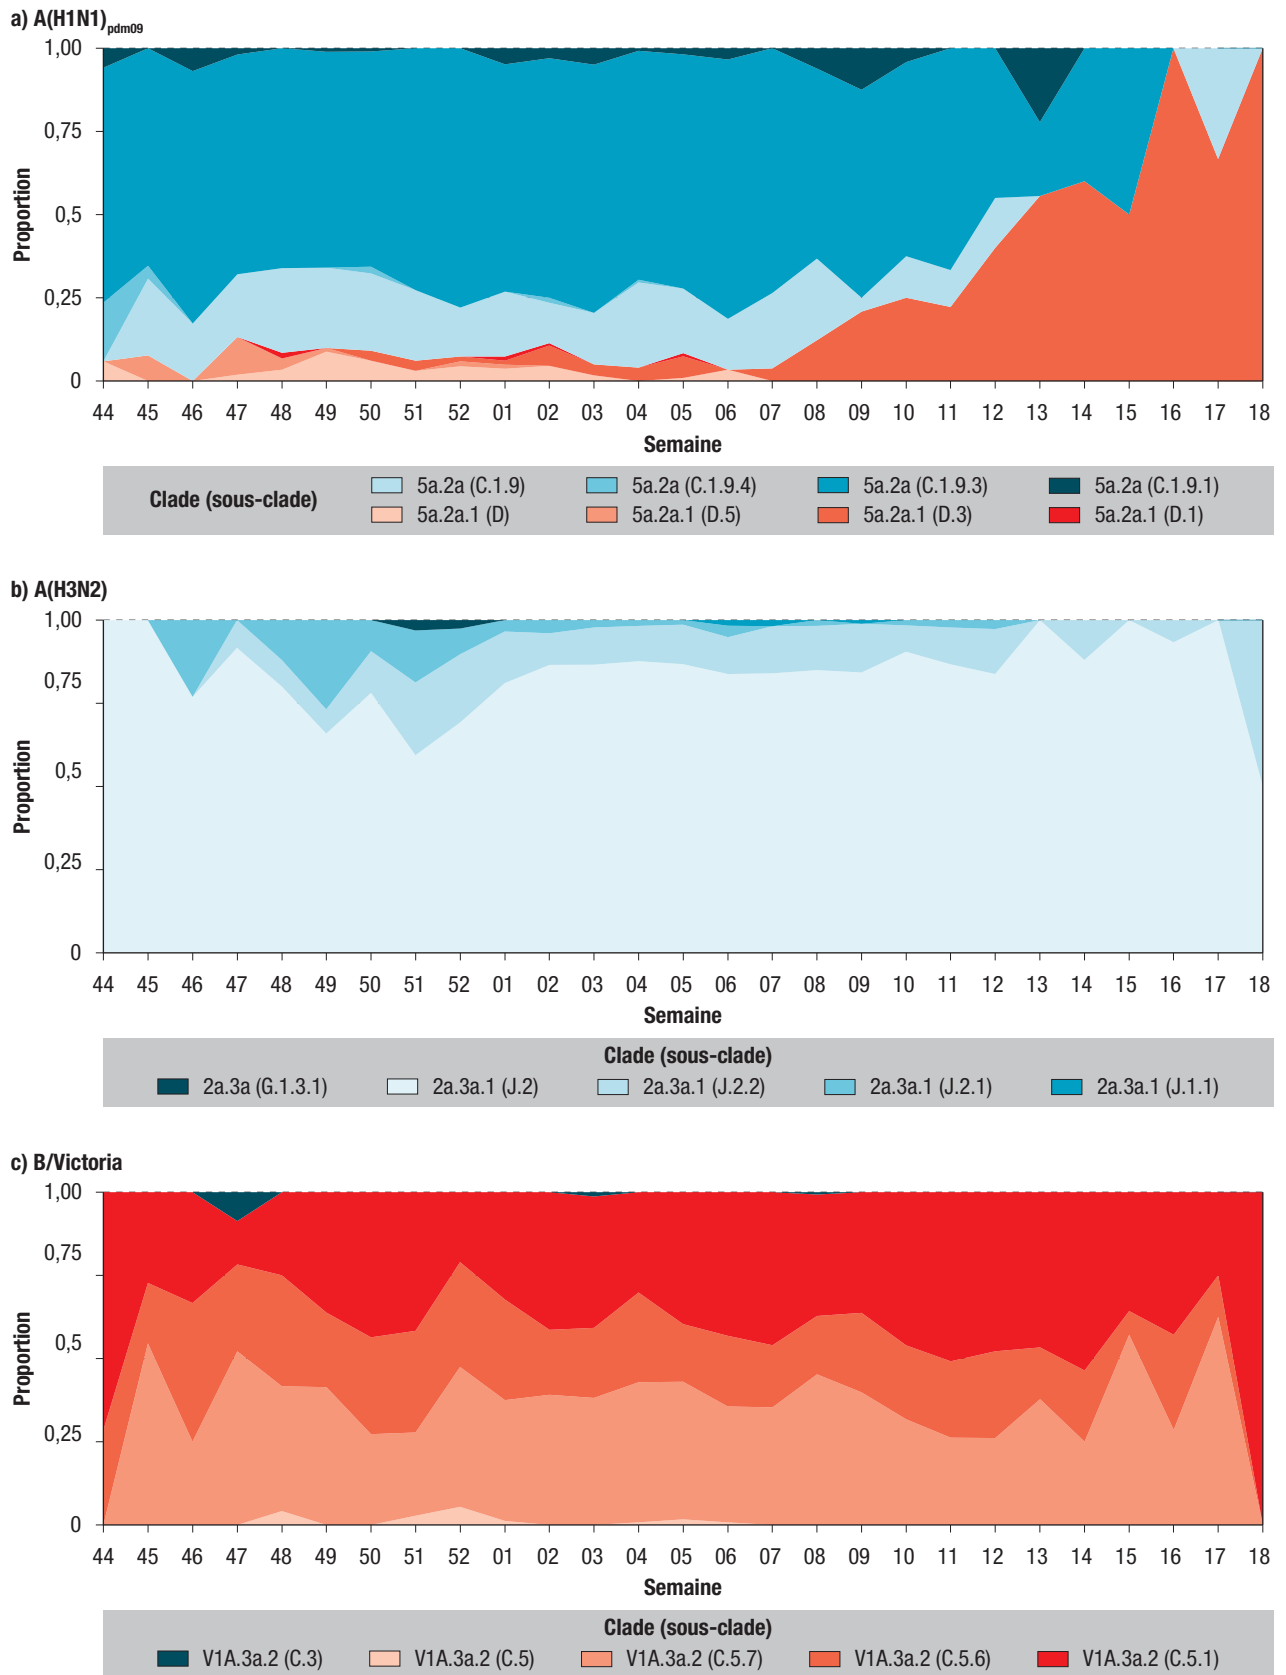 a) A(H1N1)pdm09
1,00
0,75
0,5
0,25
0
Proportion
44 45 46 47 48 49 50 51 52 01 02 03 04 05 06 07 08 09 10 11 12 13 14 15 16 17 18
Semaine
Clade (sous-clade)
5a.2a (C.1.9) 5a.2a (C.1.9.4) 5a.2a (C.1.9.3) 5a.2a (C.1.9.1)
5a.2a.1 (D) 5a.2a.1 (D.5) 5a.2a.1 (D.3) 5a.2a.1 (D.1)
b) A(H3N2)
1,00
0,75
0,5
0,25
0
Proportion
44 45 46 47 48 49 50 51 52 01 02 03 04 05 06 07 08 09 10 11 12 13 14 15 16 17 18
Semaine
Clade (sous-clade)
2a.3a (G.1.3.1) 2a.3a.1 (J.2) 2a.3a.1 (J.2.2) 2a.3a.1 (J.2.1) 2a.3a.1 (J.1.1)
c) B/Victoria
1,00
0,75
0,5
0,25
0
Proportion
44 45 46 47 48 49 50 51 52 01 02 03 04 05 06 07 08 09 10 11 12 13 14 15 16 17 18
Semaine
Clade (sous-clade)
V1A.3a.2 (C.3) V1A.3a.2 (C.5) V1A.3a.2 (C.5.7) V1A.3a.2 (C.5.6) V1A.3a.2 (C.5.1)